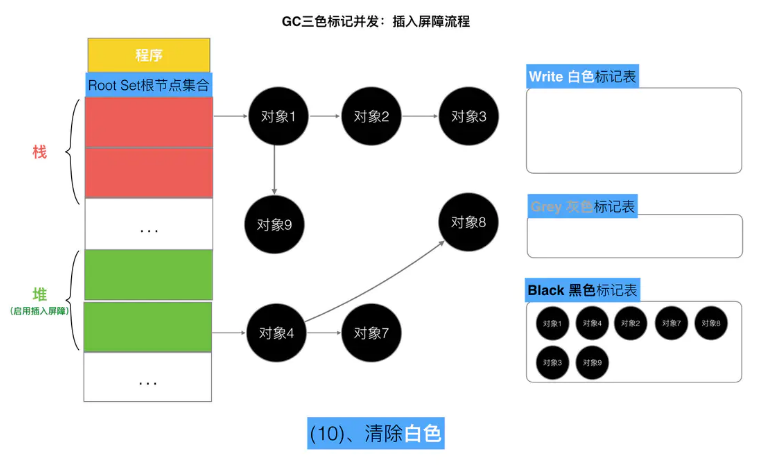 GC三色标记并发：插入屏障流程
程序
Root Set根节点集合
栈
...
堆
(启用插入屏障)
...
对象1
对象2
对象3
对象9
对象8
对象4
对象7
Write 白色标记表
Grey 灰色标记表
Black 黑色标记表
对象1 对象4 对象2 对象7 对象8
对象3 对象9
(10)、清除白色